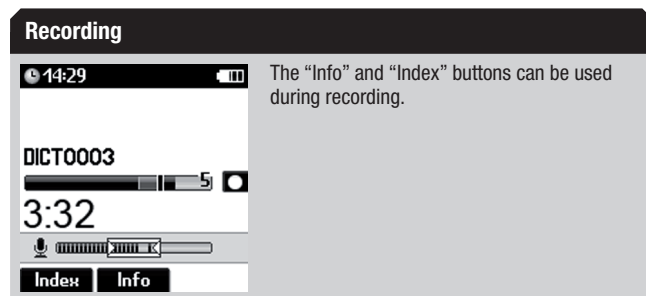 Recording
14:29
The “Info” and “Index” buttons can be used
during recording.
DICT0003
5
3:32
Index Info